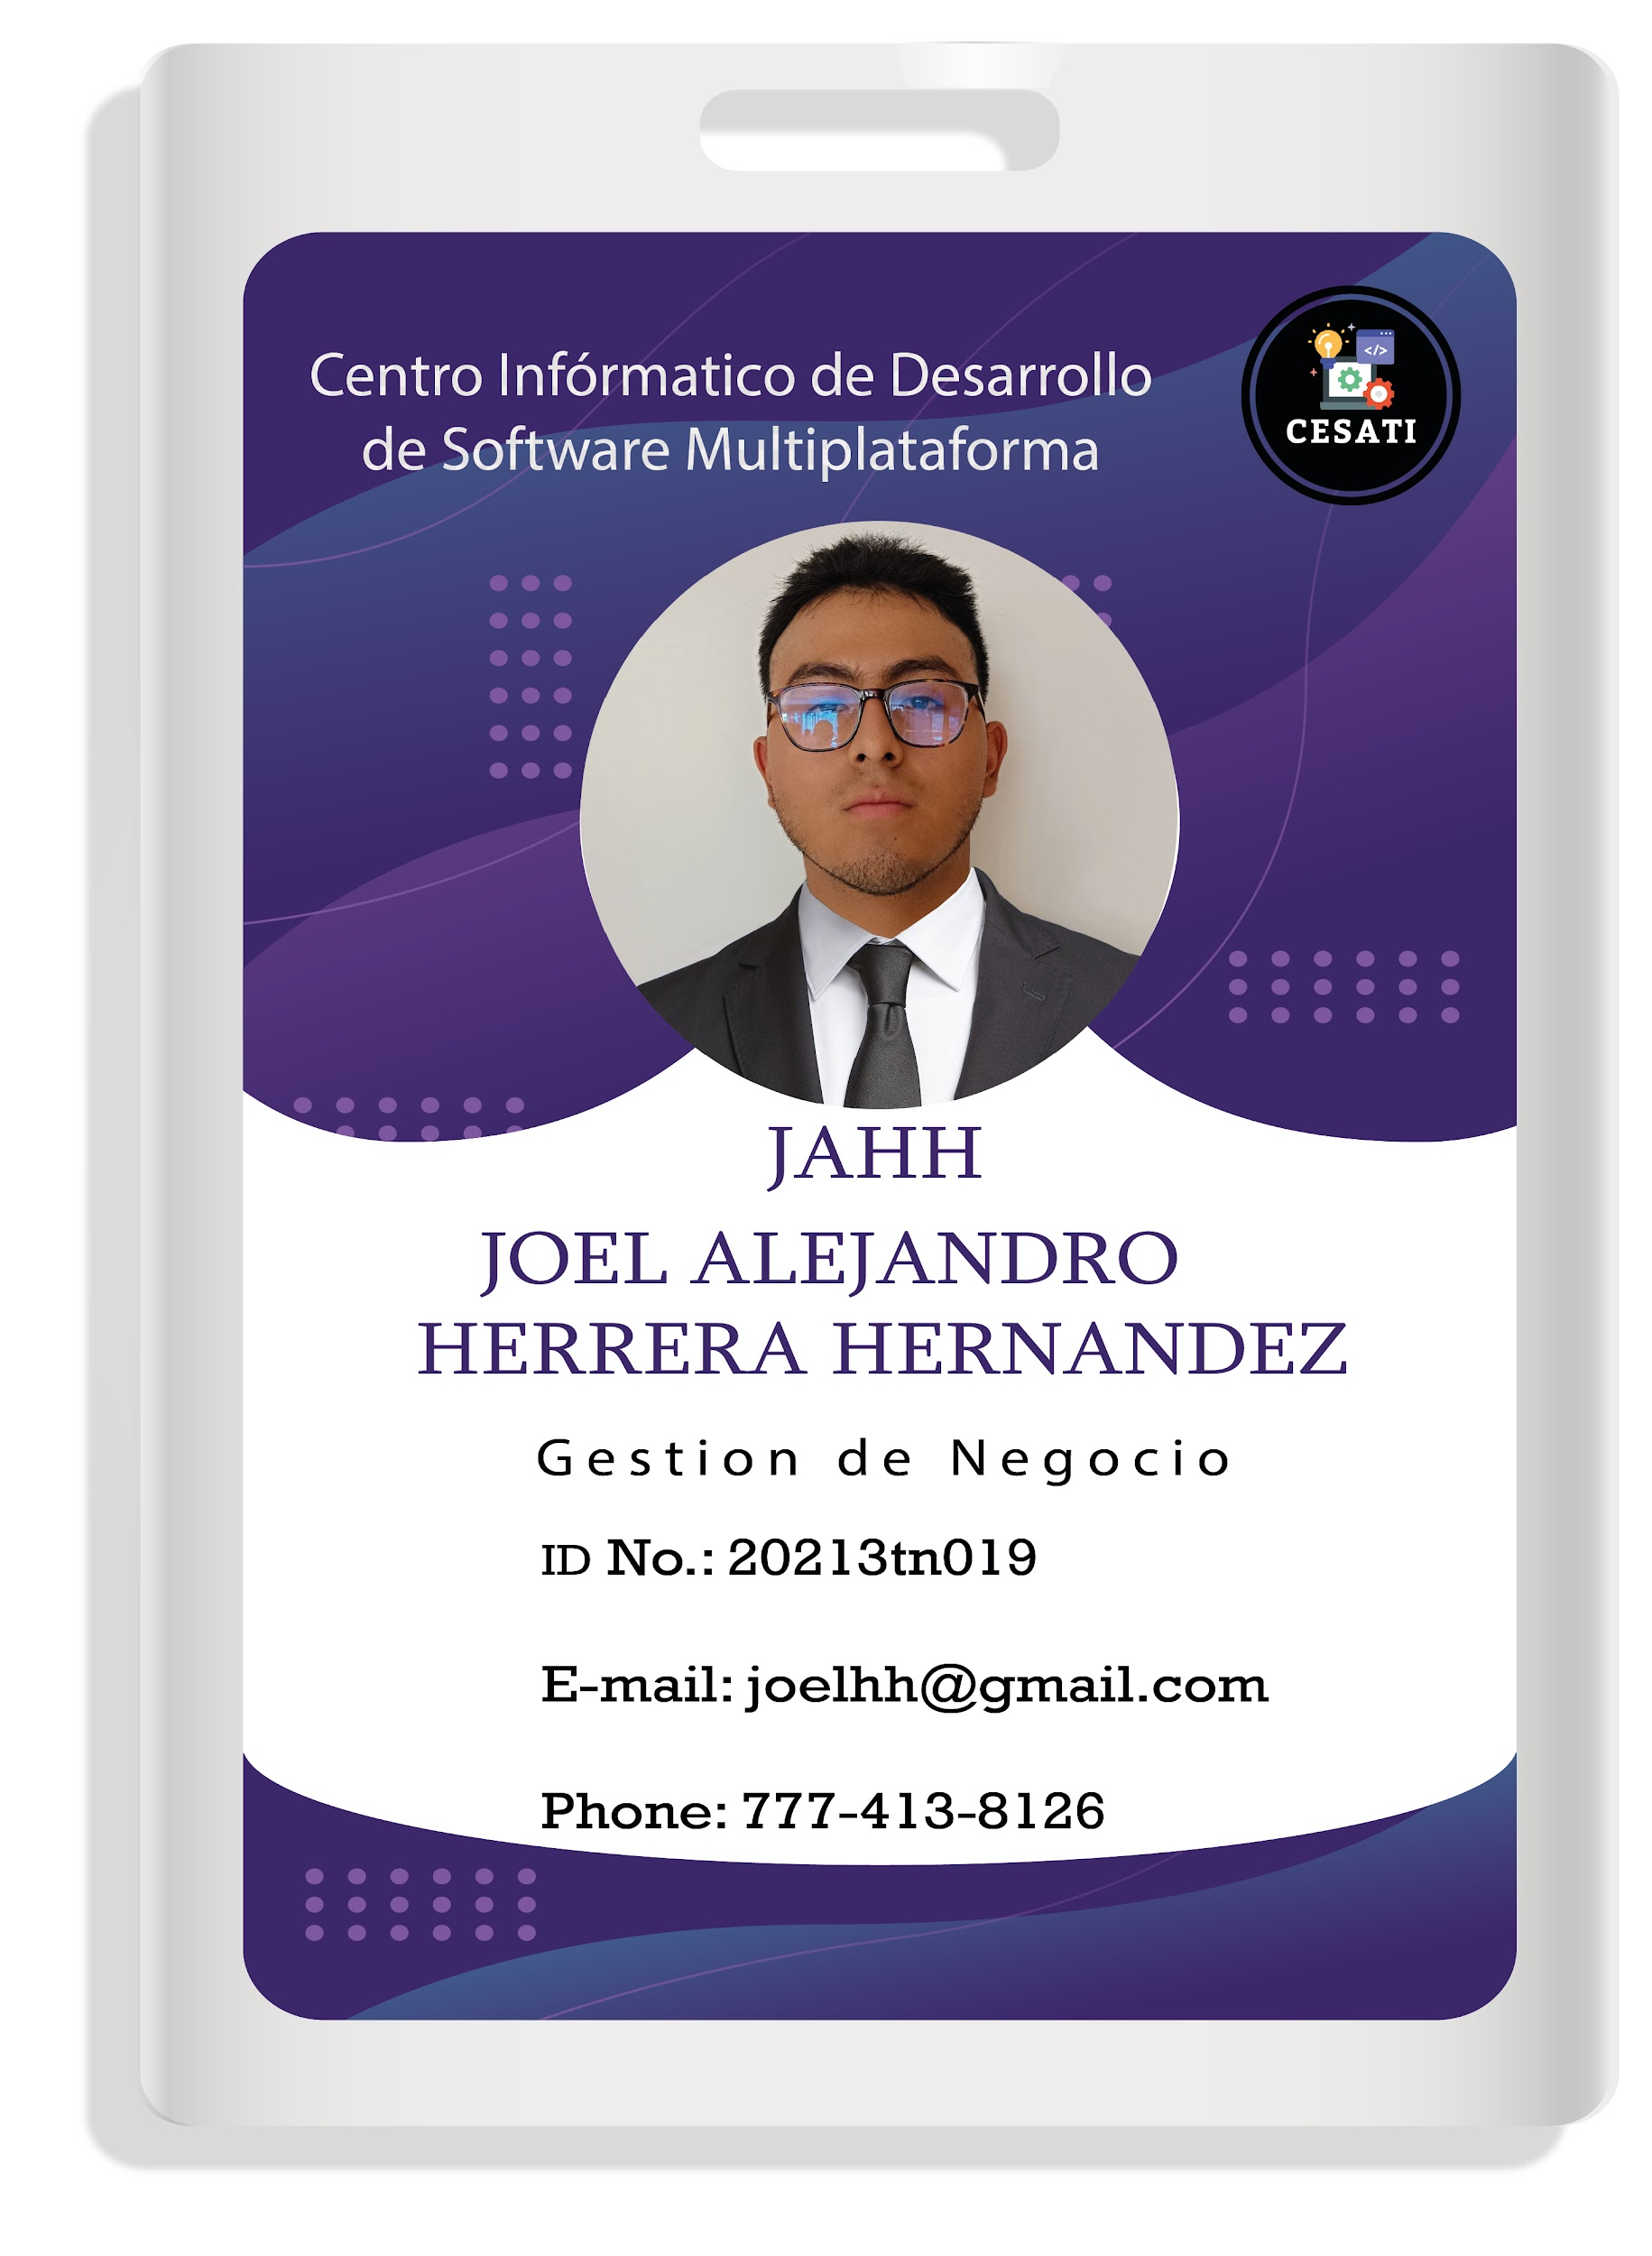 Centro Infórmatico de Desarrollo
de Software Multiplataforma
</>
CESATI
JAHH
JOEL ALEJANDRO
HERRERA HERNANDEZ
Gestion de Negocio
ID No.: 20213tn019
E-mail: joelhh@gmail.com
Phone: 777-413-8126